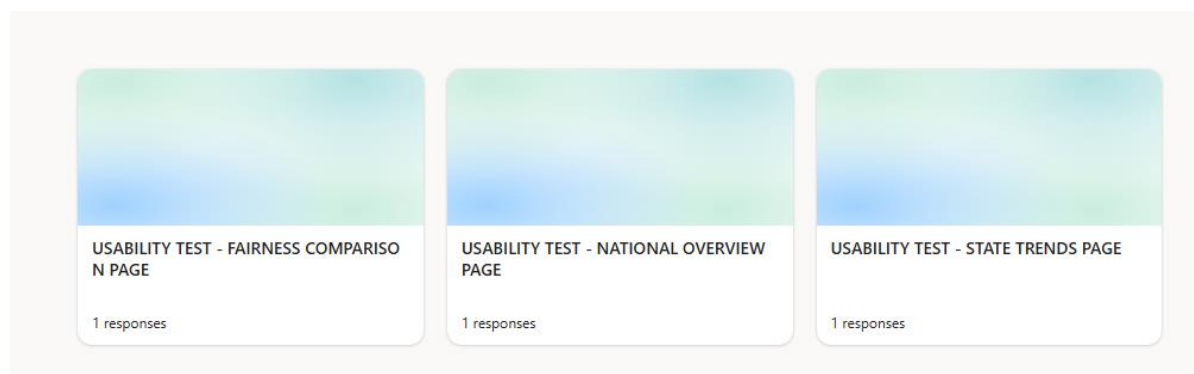 USABILITY TEST - FAIRNESS COMPARISO
N PAGE
1 responses
USABILITY TEST - NATIONAL OVERVIEW
PAGE
1 responses
USABILITY TEST - STATE TRENDS PAGE
1 responses